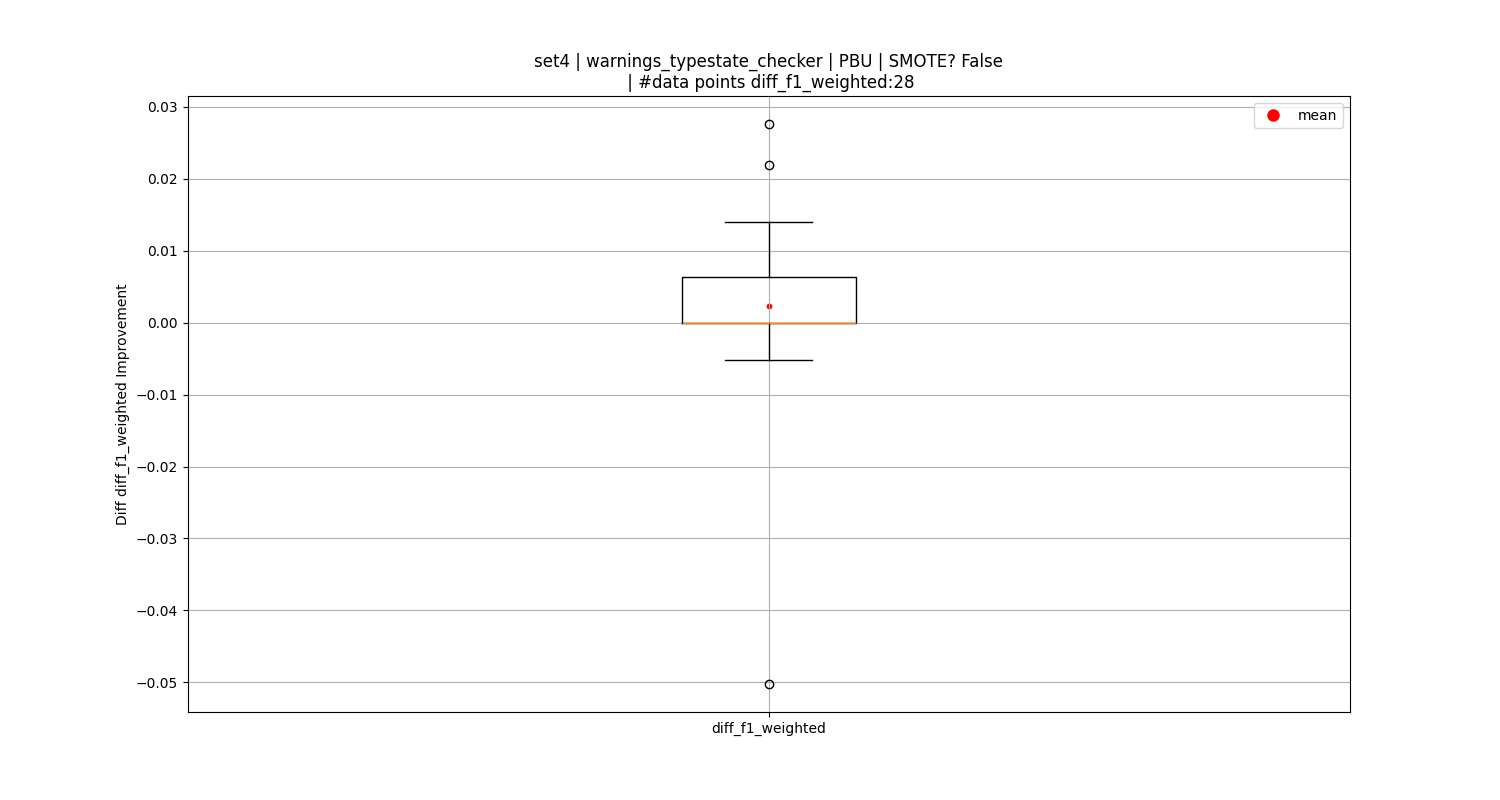 set4 | warnings_typestate_checker | PBU | SMOTE? False
| #data points diff_f1_weighted:28
mean
0.03
0.02
0.01
0.00
−0.01
−0.02
−0.03
−0.04
−0.05
Diff diff_f1_weighted Improvement
diff_f1_weighted